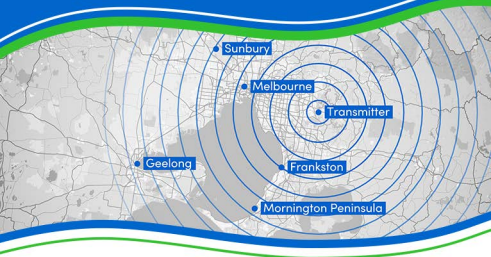 Sunbury
Melbourne
Transmitter
Geelong
Frankston
Mornington Peninsula